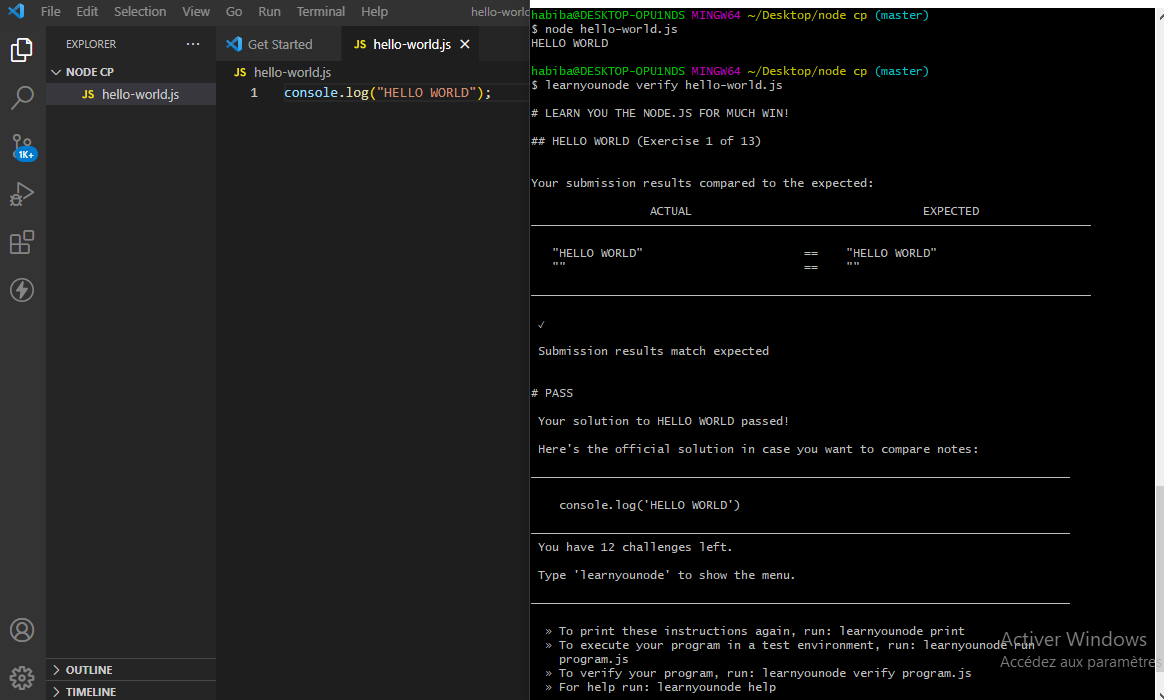 File Edit Selection View Go Run Terminal Help hello-world
EXPLORER ...
Get Started
JS hello-world.js
NODE CP
JS hello-world.js
JS hello-world.js
1 console.log("HELLO WORLD");
1K+
OUTLINE
TIMELINE
habiba@DESKTOP-OPU1NDS MINGW64 ~/Desktop/node cp (master)
$ node hello-world.js
HELLO WORLD
habiba@DESKTOP-OPU1NDS MINGW64 ~/Desktop/node cp (master)
$ learnyounode verify hello-world.js
# LEARN YOU THE NODE.JS FOR MUCH WIN!
## HELLO WORLD (Exercise 1 of 13)
Your submission results compared to the expected:
ACTUAL EXPECTED
"HELLO WORLD" == "HELLO WORLD"
"" == ""
✓
Submission results match expected
# PASS
Your solution to HELLO WORLD passed!
Here's the official solution in case you want to compare notes:
console.log('HELLO WORLD')
You have 12 challenges left.
Type 'learnyounode' to show the menu.
» To print these instructions again, run: learnyounode print
» To execute your program in a test environment, run: learnyounode run
program.js
» To verify your program, run: learnyounode verify program.js
» For help run: learnyounode help
Activer Windows
Accédez aux paramètres